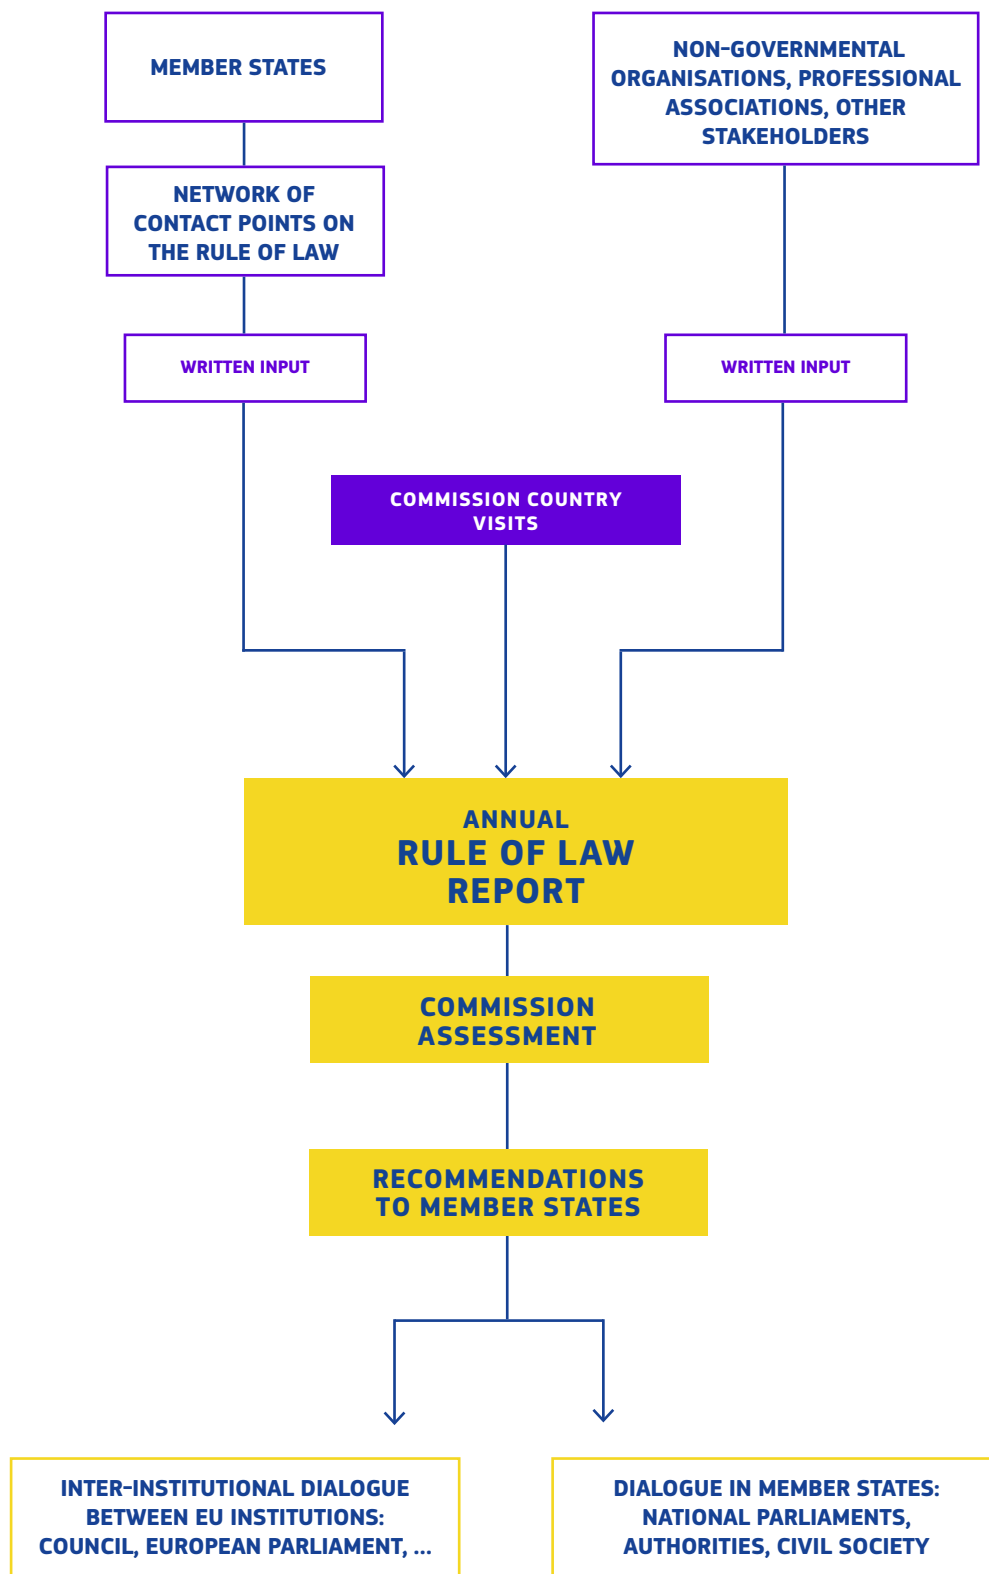 MEMBER STATES
NON-GOVERNMENTAL
ORGANISATIONS, PROFESSIONAL
ASSOCIATIONS, OTHER
STAKEHOLDERS
NETWORK OF
CONTACT POINTS ON
THE RULE OF LAW
WRITTEN INPUT
WRITTEN INPUT
COMMISSION COUNTRY
VISITS
ANNUAL
RULE OF LAW
REPORT
COMMISSION
ASSESSMENT
RECOMMENDATIONS
TO MEMBER STATES
INTER-INSTITUTIONAL DIALOGUE
BETWEEN EU INSTITUTIONS:
COUNCIL, EUROPEAN PARLIAMENT, ...
DIALOGUE IN MEMBER STATES:
NATIONAL PARLIAMENTS,
AUTHORITIES, CIVIL SOCIETY